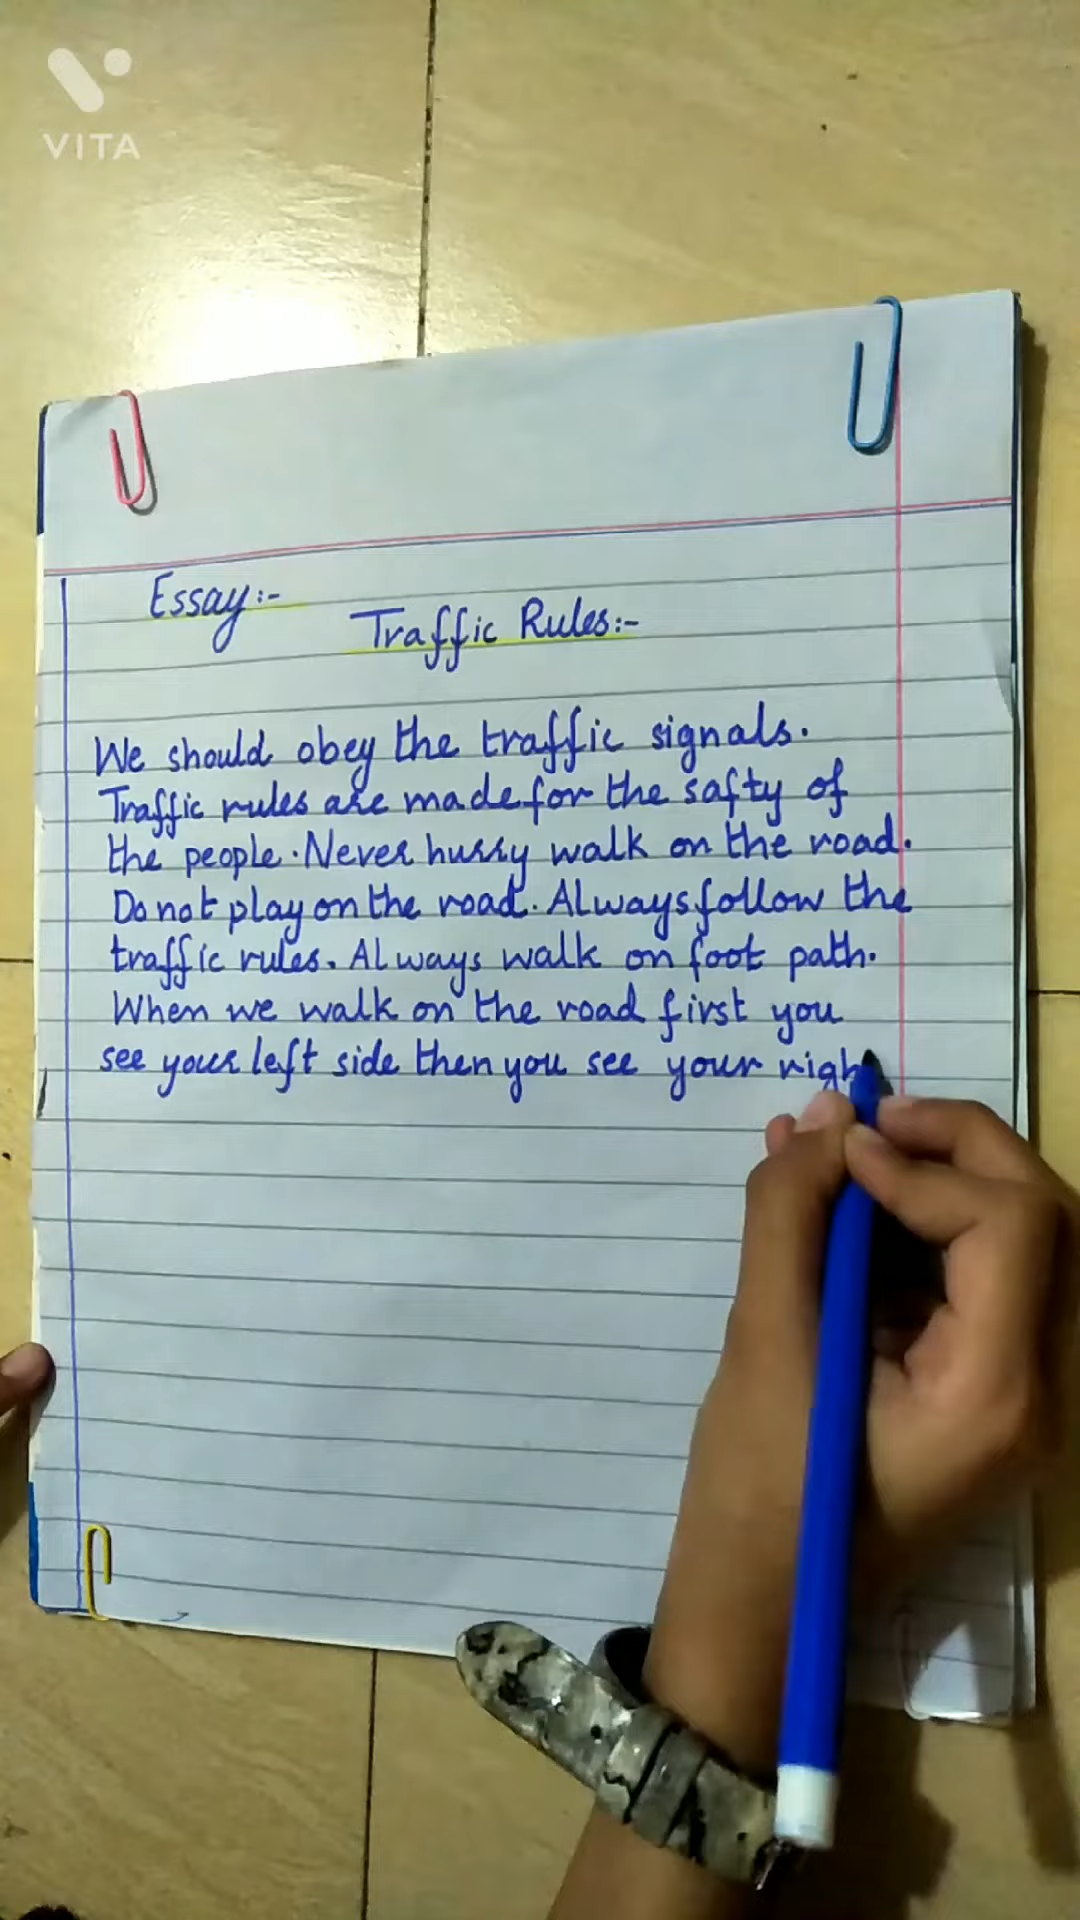 VITA
Essay:-
Traffic Rules:-
We should obey the traffic signals.
Traffic rules are made for the safty of
the people. Never hurry walk on the road.
Do not play on the road. Always follow the
traffic rules. Always walk on foot path.
When we walk on the road first you
see your left side then you see your righ